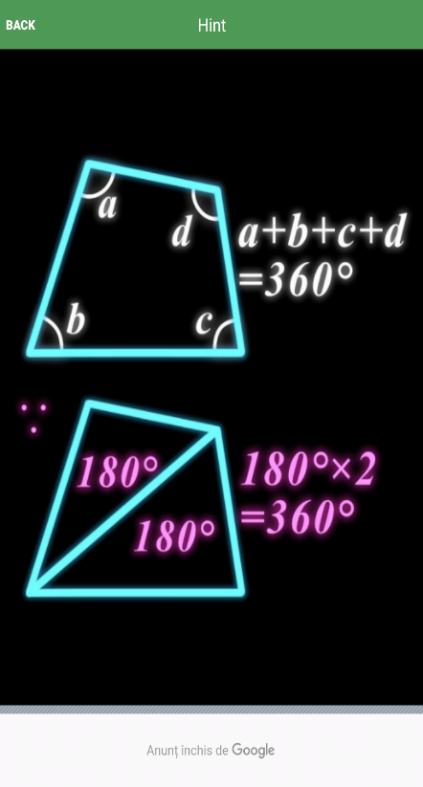 BACK
Hint
a
d
a+b+c+d
=360°
b
c
∵
180°
180°×2
180°
=360°
Anunț închis de Google